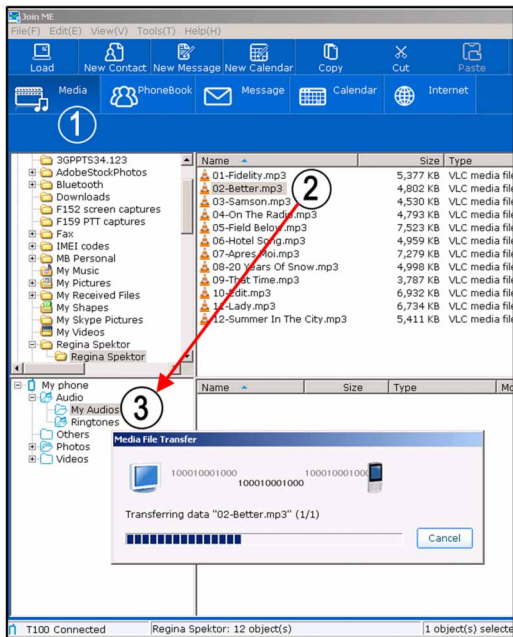 Join ME
File(F) Edit(E) View(V) Tools(T) Help(H)
Load New Contact New Message New Calendar Copy Cut Paste
Media PhoneBook Message Calendar Internet
1
3GPPTS34.123
AdobeStockPhotos
Bluetooth
Downloads
F152 screen captures
F159 PTT captures
Fax
IMEI codes
MB Personal
My Music
My Pictures
My Received Files
My Shapes
My Skype Pictures
My Videos
Regina Spektor
Regina Spektor
Name Size Type
01-Fidelity.mp3 5,377 KB VLC media file
02-Better.mp3 4,802 KB VLC media file
2
03-Samson.mp3 4,530 KB VLC media file
04-On The Radio.mp3 4,793 KB VLC media file
05-Field Below.mp3 7,523 KB VLC media file
06-Hotel Song.mp3 4,959 KB VLC media file
07-Apres Moi.mp3 7,279 KB VLC media file
08-20 Years Of Snow.mp3 4,998 KB VLC media file
09-That Time.mp3 3,787 KB VLC media file
10-Edit.mp3 6,932 KB VLC media file
11-Lady.mp3 6,734 KB VLC media file
12-Summer In The City.mp3 5,411 KB VLC media file
My phone
Audio
My Audios
3
Ringtones
Others
Photos
Videos
Name Size Type Mo
Media File Transfer
100010001000 100010001000
100010001000
Transferring data "02-Better.mp3" (1/1)
Cancel
T100 Connected Regina Spektor: 12 object(s) 1 object(s) selecte